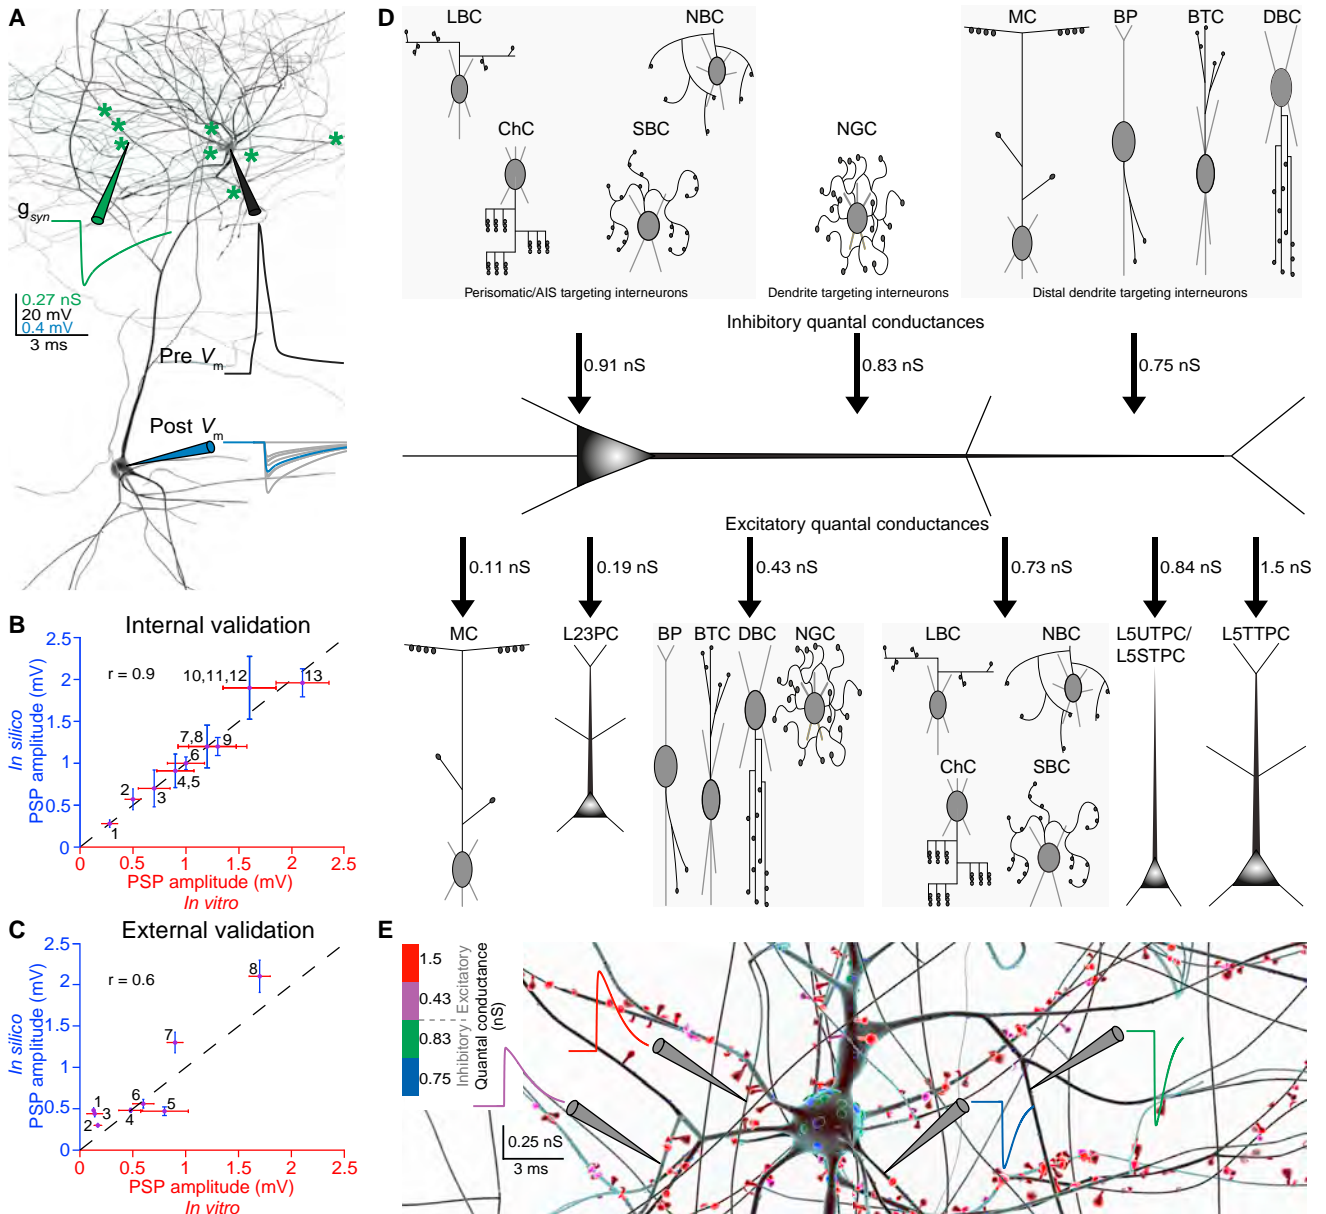 A
g syn
0.27 nS
20 mV
0.4 mV
3 ms
Pre Vm
Post Vm
B
Internal validation
r = 0.9
2.5
2
1.5
1
0.5
0
In silico
PSP amplitude (mV)
1
2
3
4,5
6
7,8
9
10,11,12
13
0
0.5
1
1.5
2
2.5
PSP amplitude (mV)
In vitro
C
External validation
r = 0.6
2.5
2
1.5
1
0.5
0
In silico
PSP amplitude (mV)
1
2
3
4
5
6
7
8
0
0.5
1
1.5
2
2.5
PSP amplitude (mV)
In vitro
D
LBC
NBC
ChC
SBC
Perisomatic/AIS targeting interneurons
NGC
Dendrite targeting interneurons
MC
BP
BTC
DBC
Distal dendrite targeting interneurons
Inhibitory quantal conductances
0.91 nS
0.83 nS
0.75 nS
Excitatory quantal conductances
0.11 nS
0.19 nS
0.43 nS
0.73 nS
0.84 nS
1.5 nS
MC
L23PC
BP
BTC
DBC
NGC
LBC
NBC
ChC
SBC
L5UTPC/
L5STPC
L5TTPC
E
1.5
0.43
0.83
0.75
Inhibitory
Excitatory
Quantal conductance
(nS)
0.25 nS
3 ms